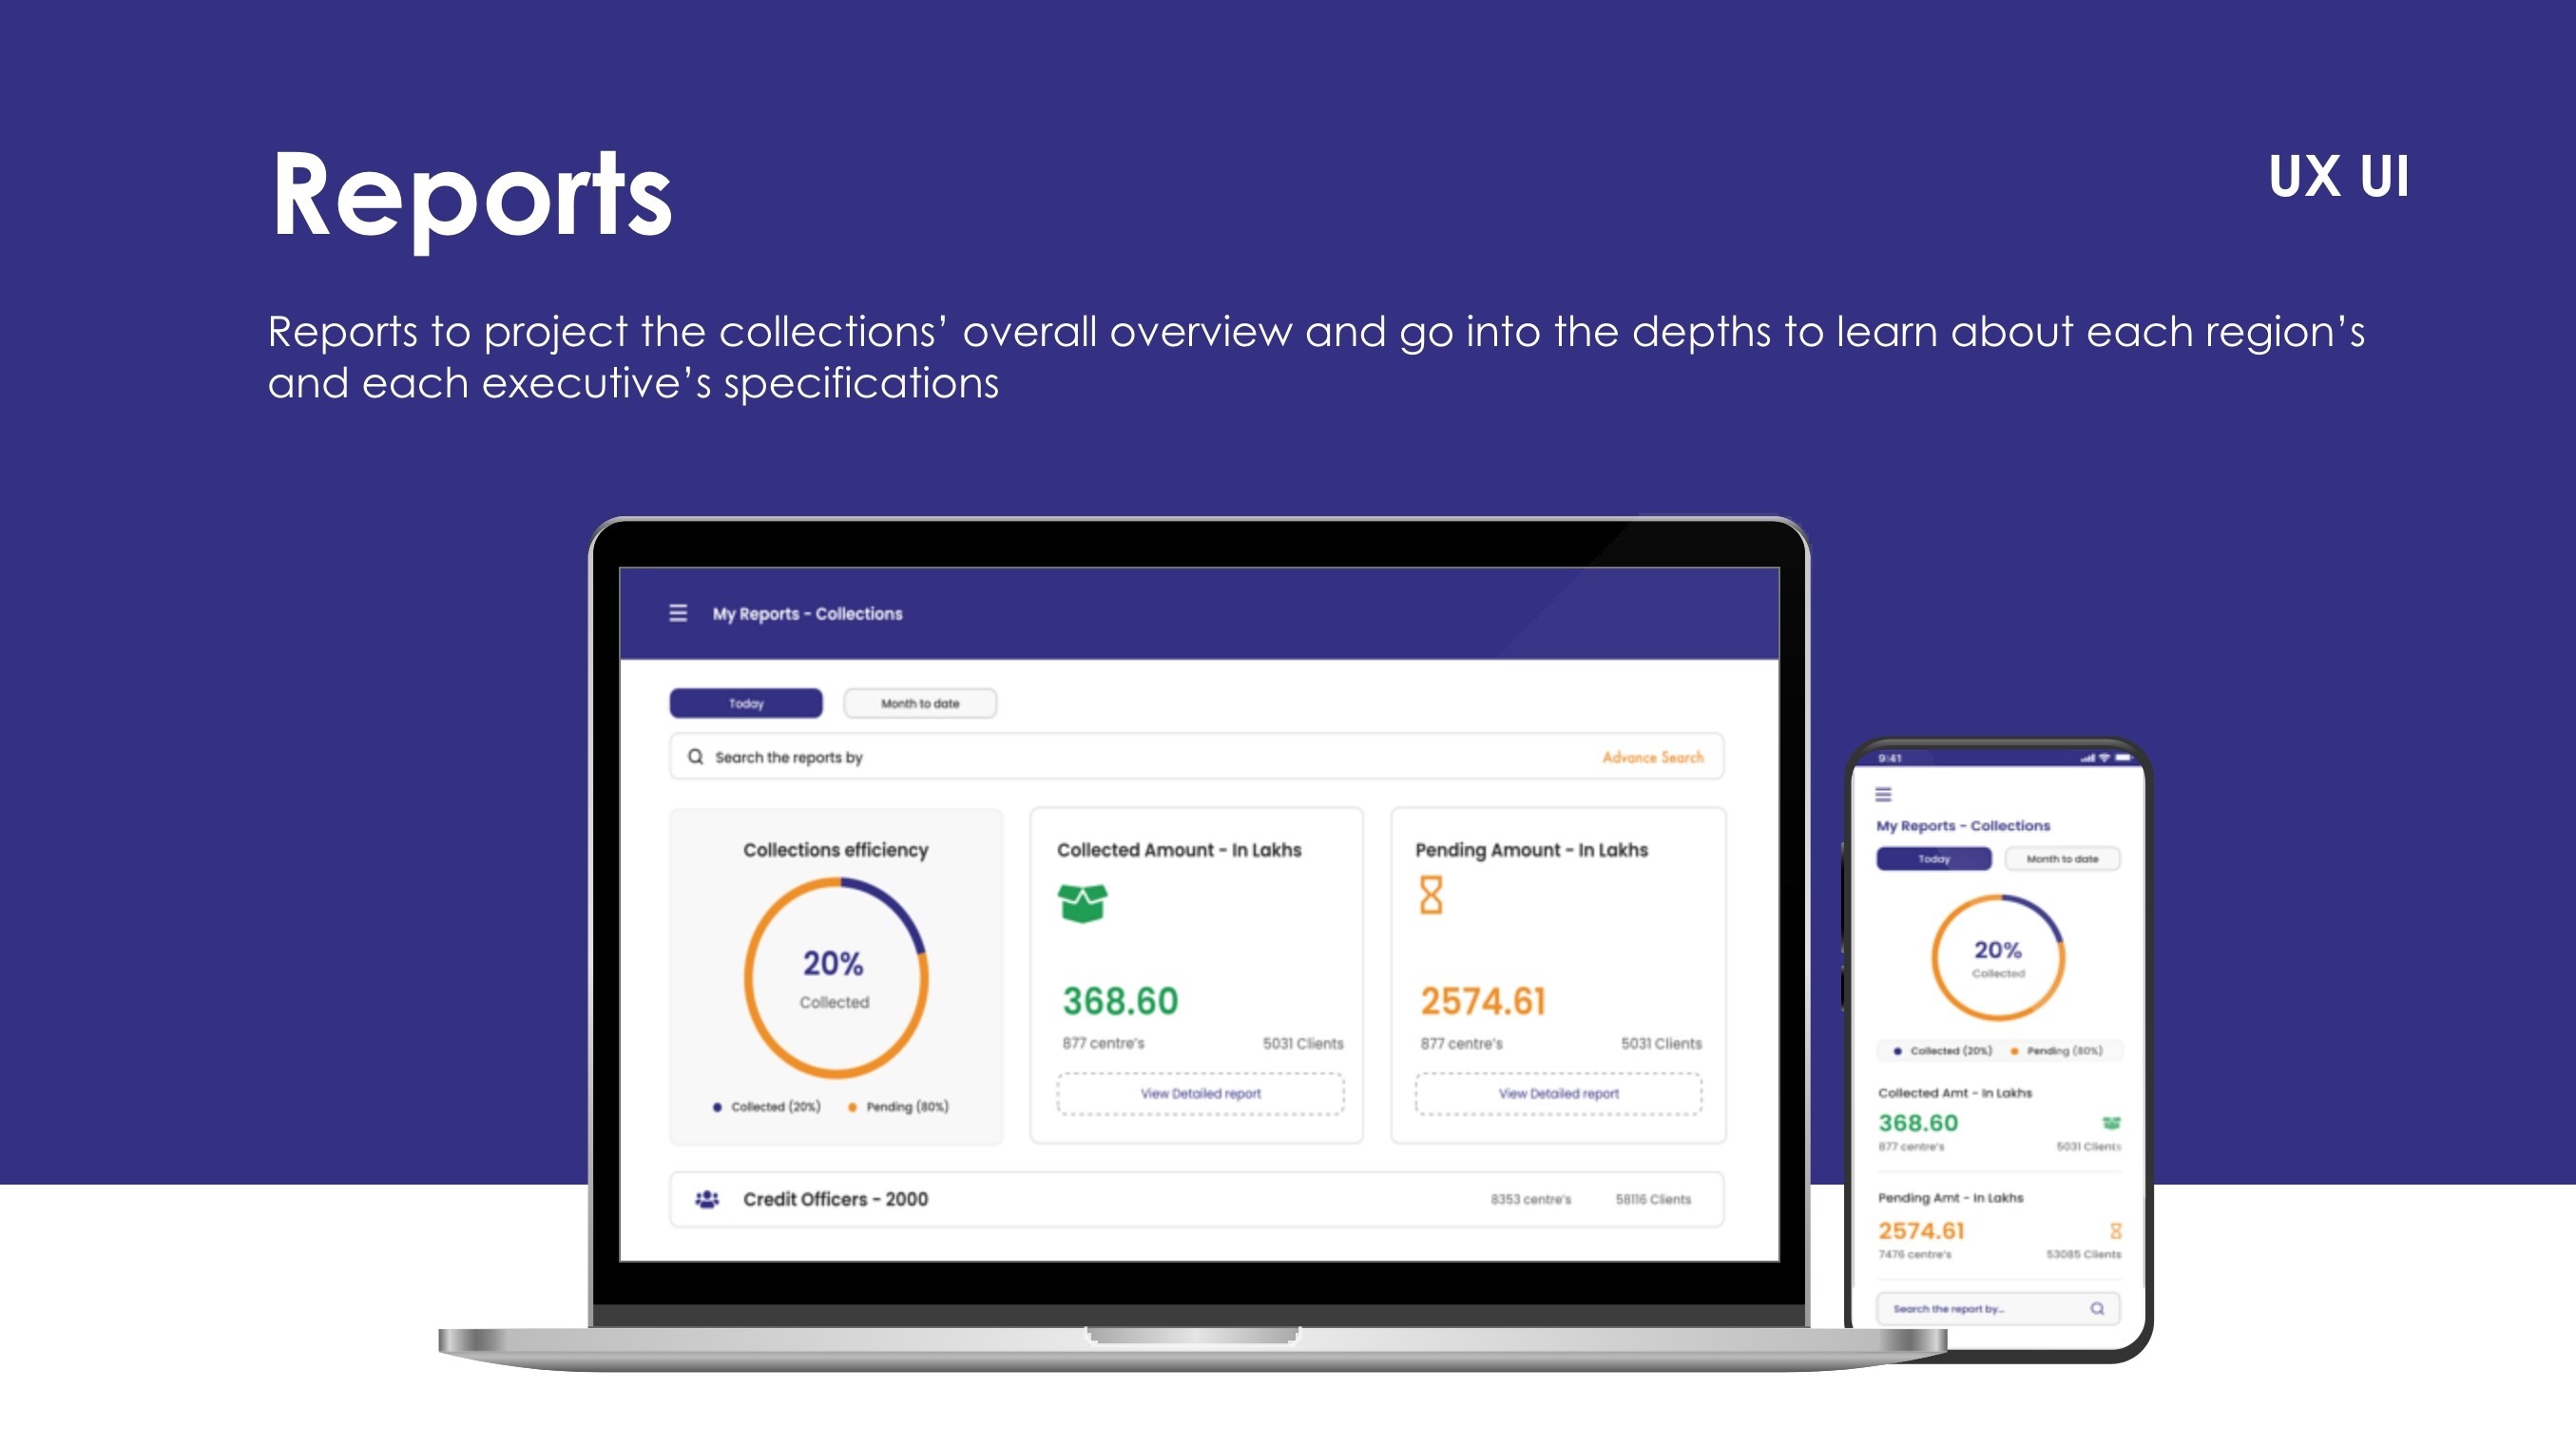 Reports
UX UI
Reports to project the collections’ overall overview and go into the depths to learn about each region’s
and each executive’s specifications
My Reports - Collections
Today
Month to date
Search the reports by
Advance Search
Collections efficiency
20%
Collected
Collected (20%)
Pending (80%)
Collected Amount - In Lakhs
368.60
877 centre's
5031 Clients
View Detailed report
Pending Amount - In Lakhs
2574.61
877 centre's
5031 Clients
View Detailed report
Credit Officers - 2000
8353 centre's
58116 Clients
9:41
My Reports - Collections
Today
Month to date
20%
Collected
Collected (20%)
Pending (80%)
Collected Amt - In Lakhs
368.60
877 centre's
5031 Clients
Pending Amt - In Lakhs
2574.61
7476 centre's
53085 Clients
Search the report by...